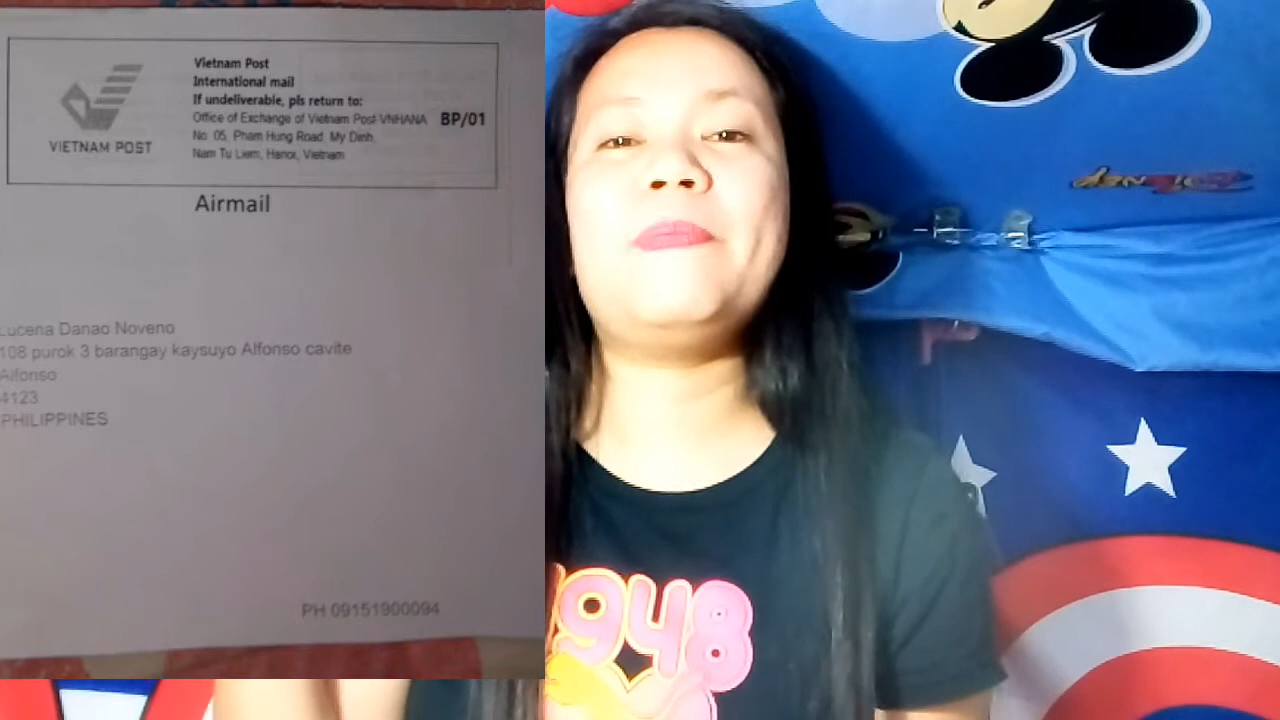 Vietnam Post
International mail
If undeliverable, pls return to:
Office of Exchange of Vietnam Post-VNHANA BP/01
No. 05, Pham Hung Road, My Dinh,
Nam Tu Liem, Hanoi, Vietnam
VIETNAM POST
Airmail
Lucena Danao Noveno
108 purok 3 barangay kaysuyo Alfonso cavite
Alfonso
4123
PHILIPPINES
PH 09151900094
1948